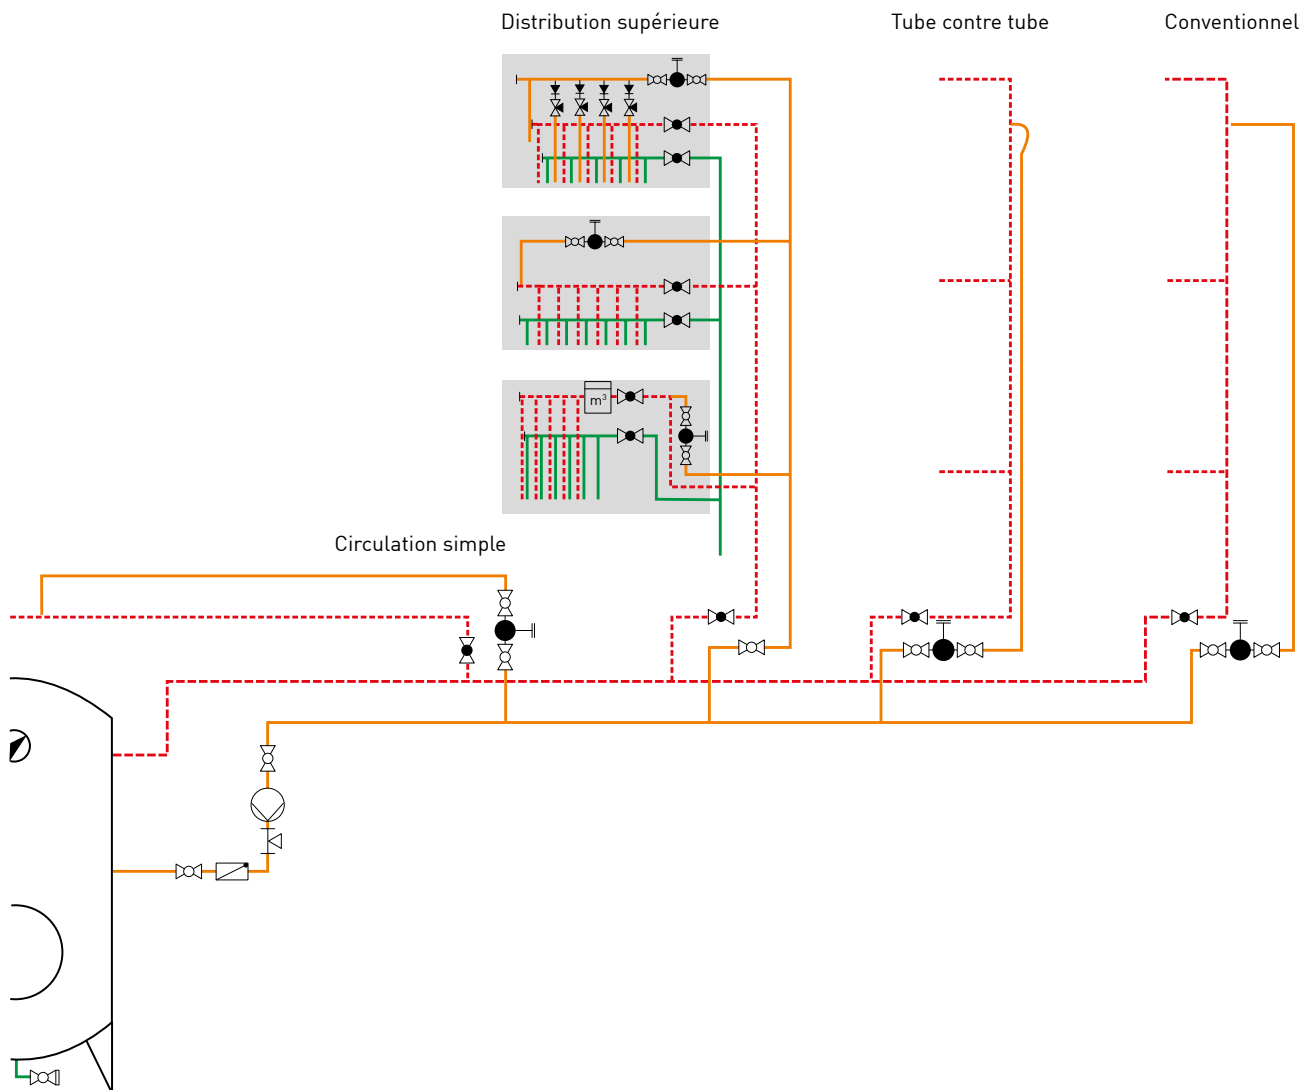 Distribution supérieure
Tube contre tube
Conventionnel
m³
Circulation simple